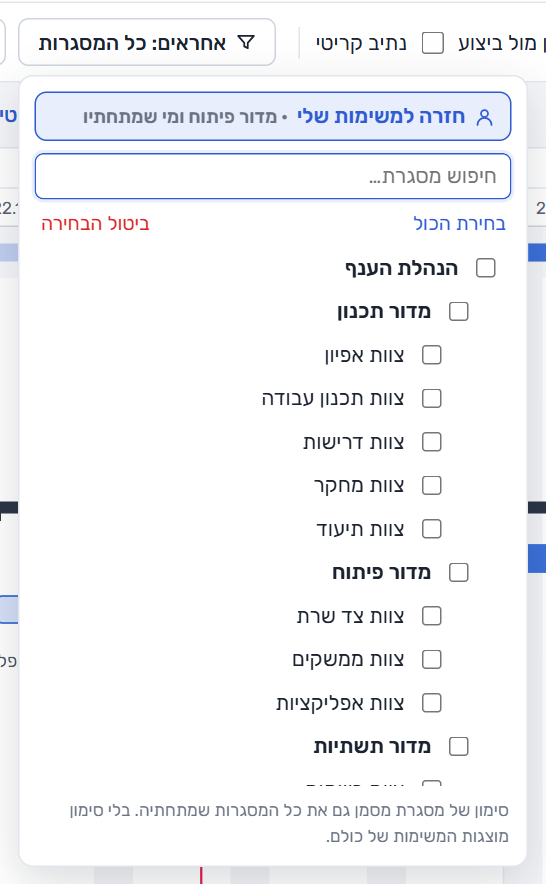 מול ביצוע
נתיב קריטי
אחראים: כל המסגרות
חזרה למשימות שלי • מדור פיתוח ומי שמתחתיו
חיפוש מסגרת...
בחירת הכול
ביטול הבחירה
הנהלת הענף
מדור תכנון
צוות אפיון
צוות תכנון עבודה
צוות דרישות
צוות מחקר
צוות תיעוד
מדור פיתוח
צוות צד שרת
צוות ממשקים
צוות אפליקציות
מדור תשתיות
סימון של מסגרת מסמן גם את כל המסגרות שמתחתיה. בלי סימון
מוצגות המשימות של כולם.